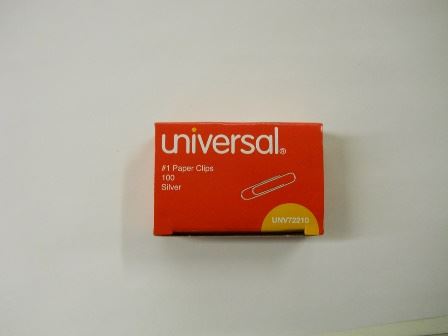 universal®
#1 Paper Clips
100
Silver
UNV72210